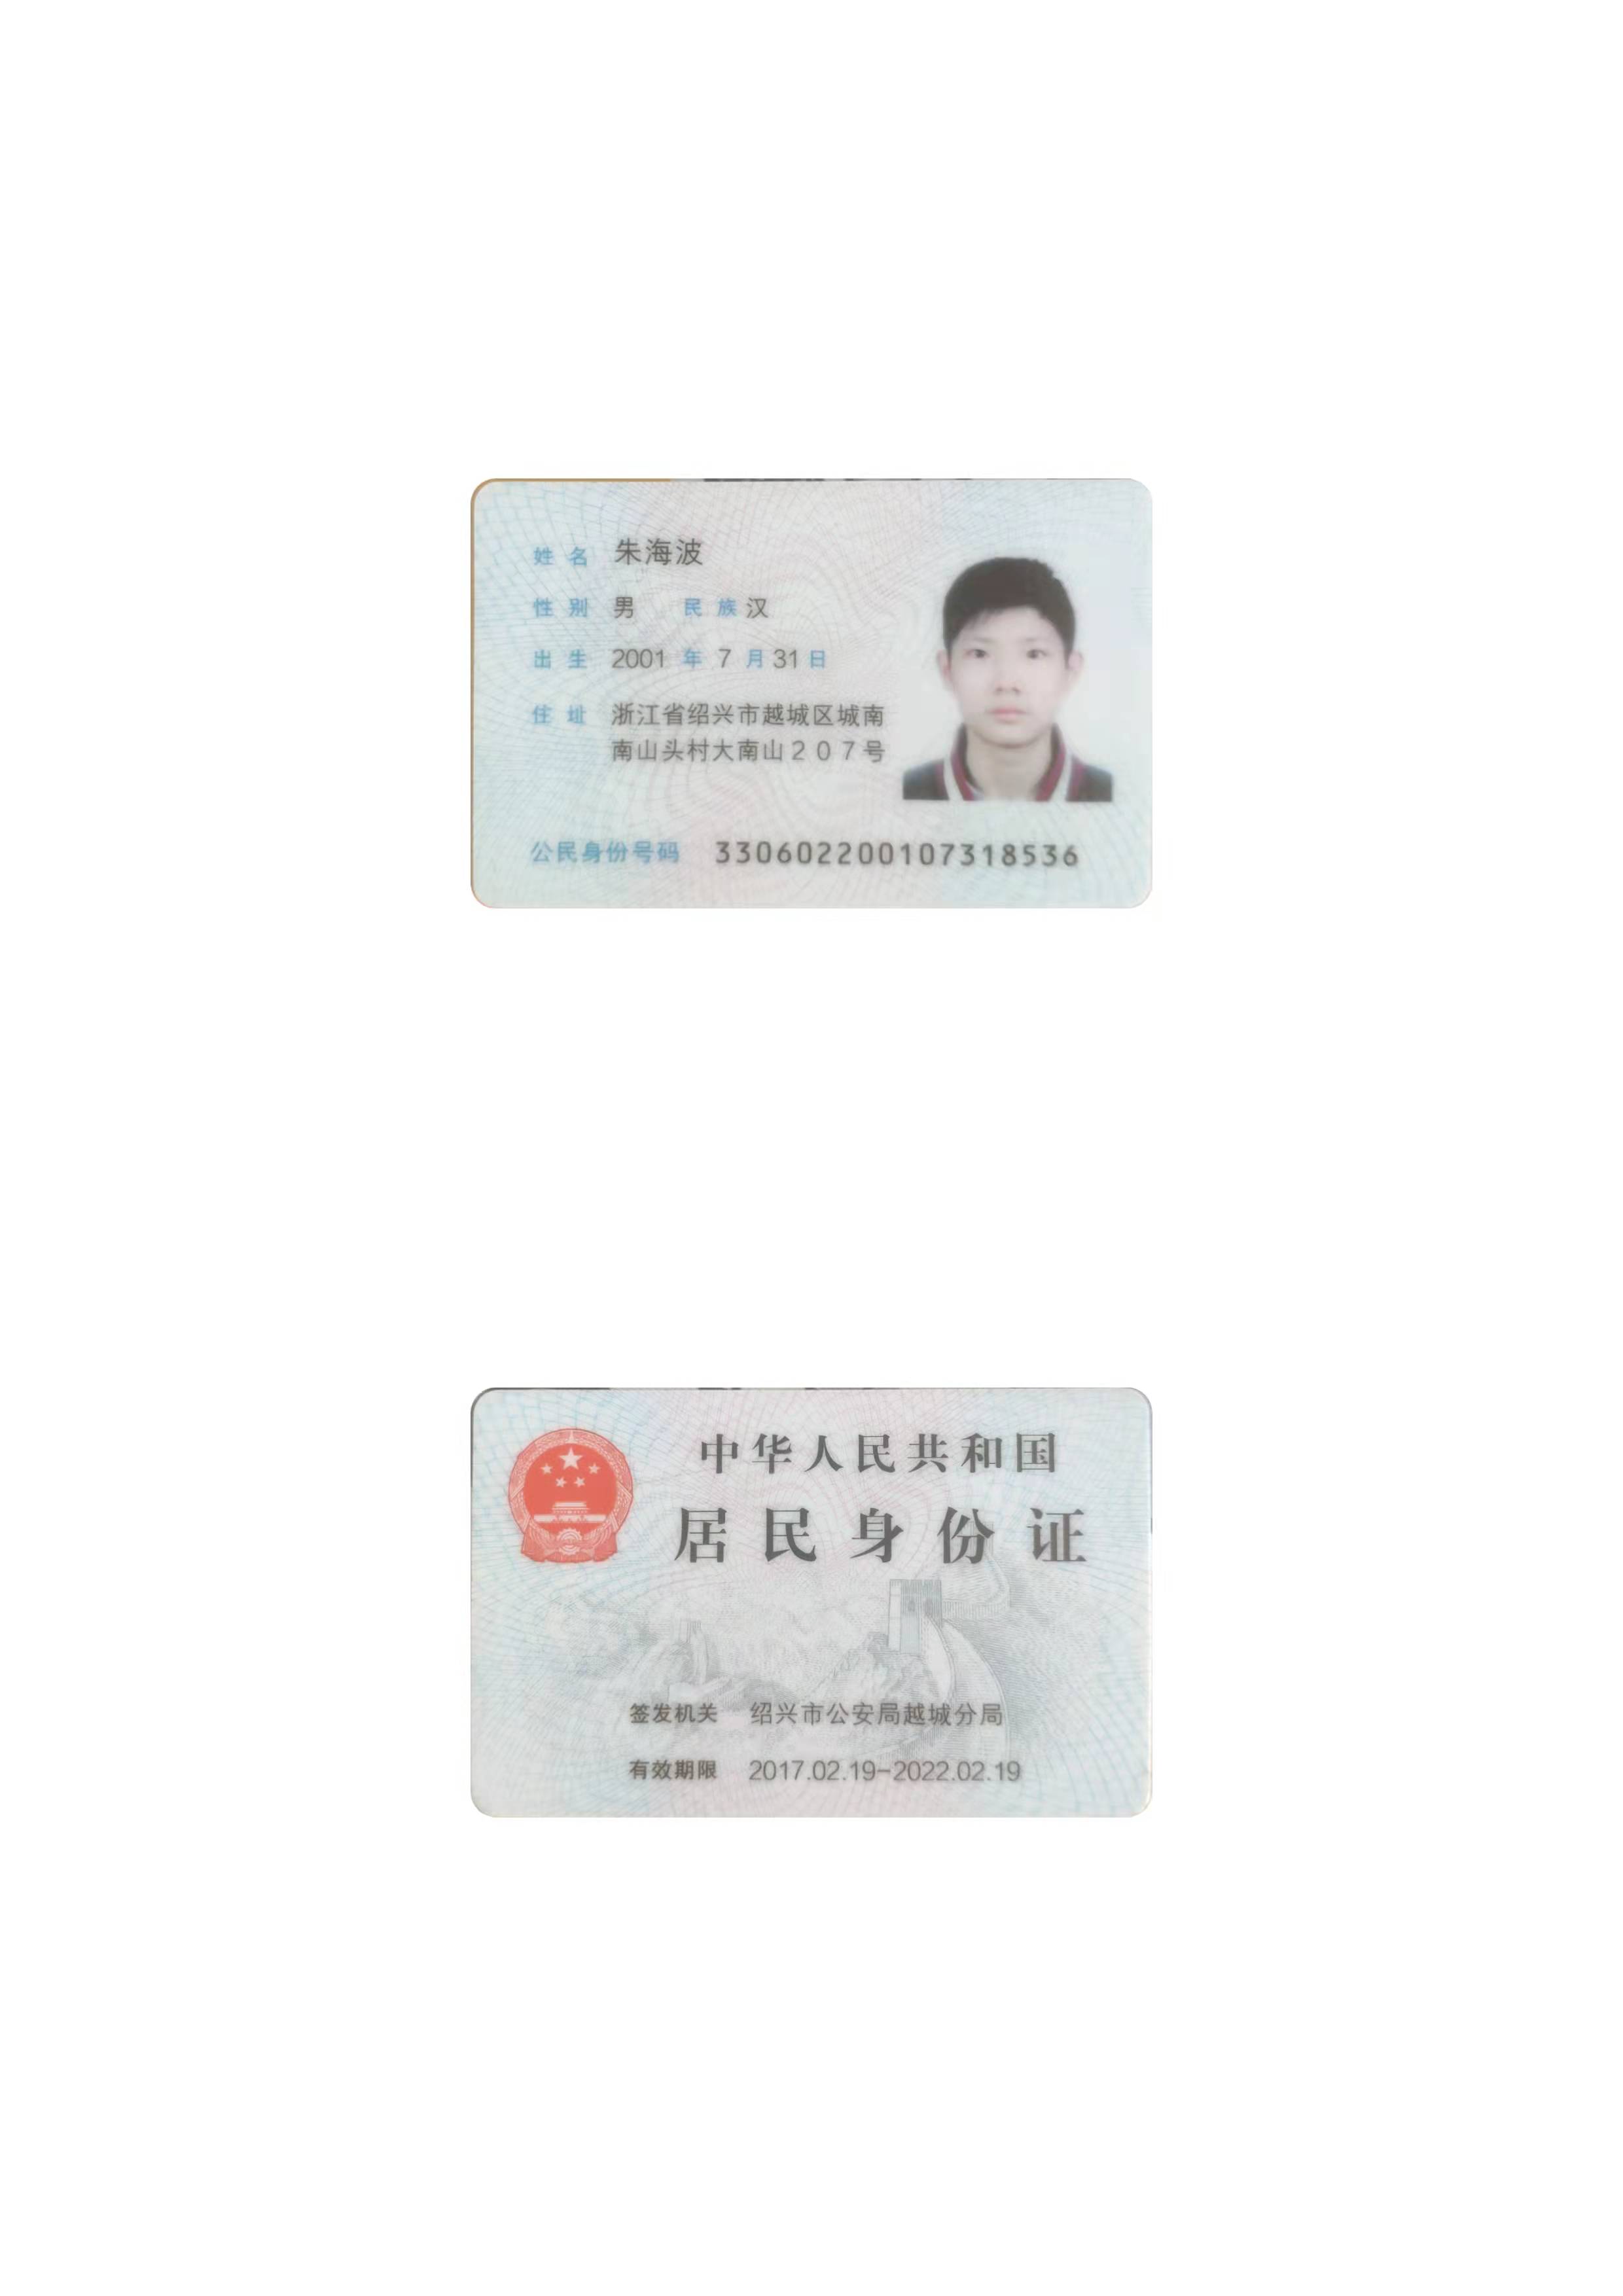 姓名 朱海波
性别 男 民族 汉
出生 2001 年 7 月 31 日
住址 浙江省绍兴市越城区城南
南山头村大南山207号
公民身份号码 330602200107318536
中华人民共和国
居民身份证
签发机关 绍兴市公安局越城分局
有效期限 2017.02.19-2022.02.19